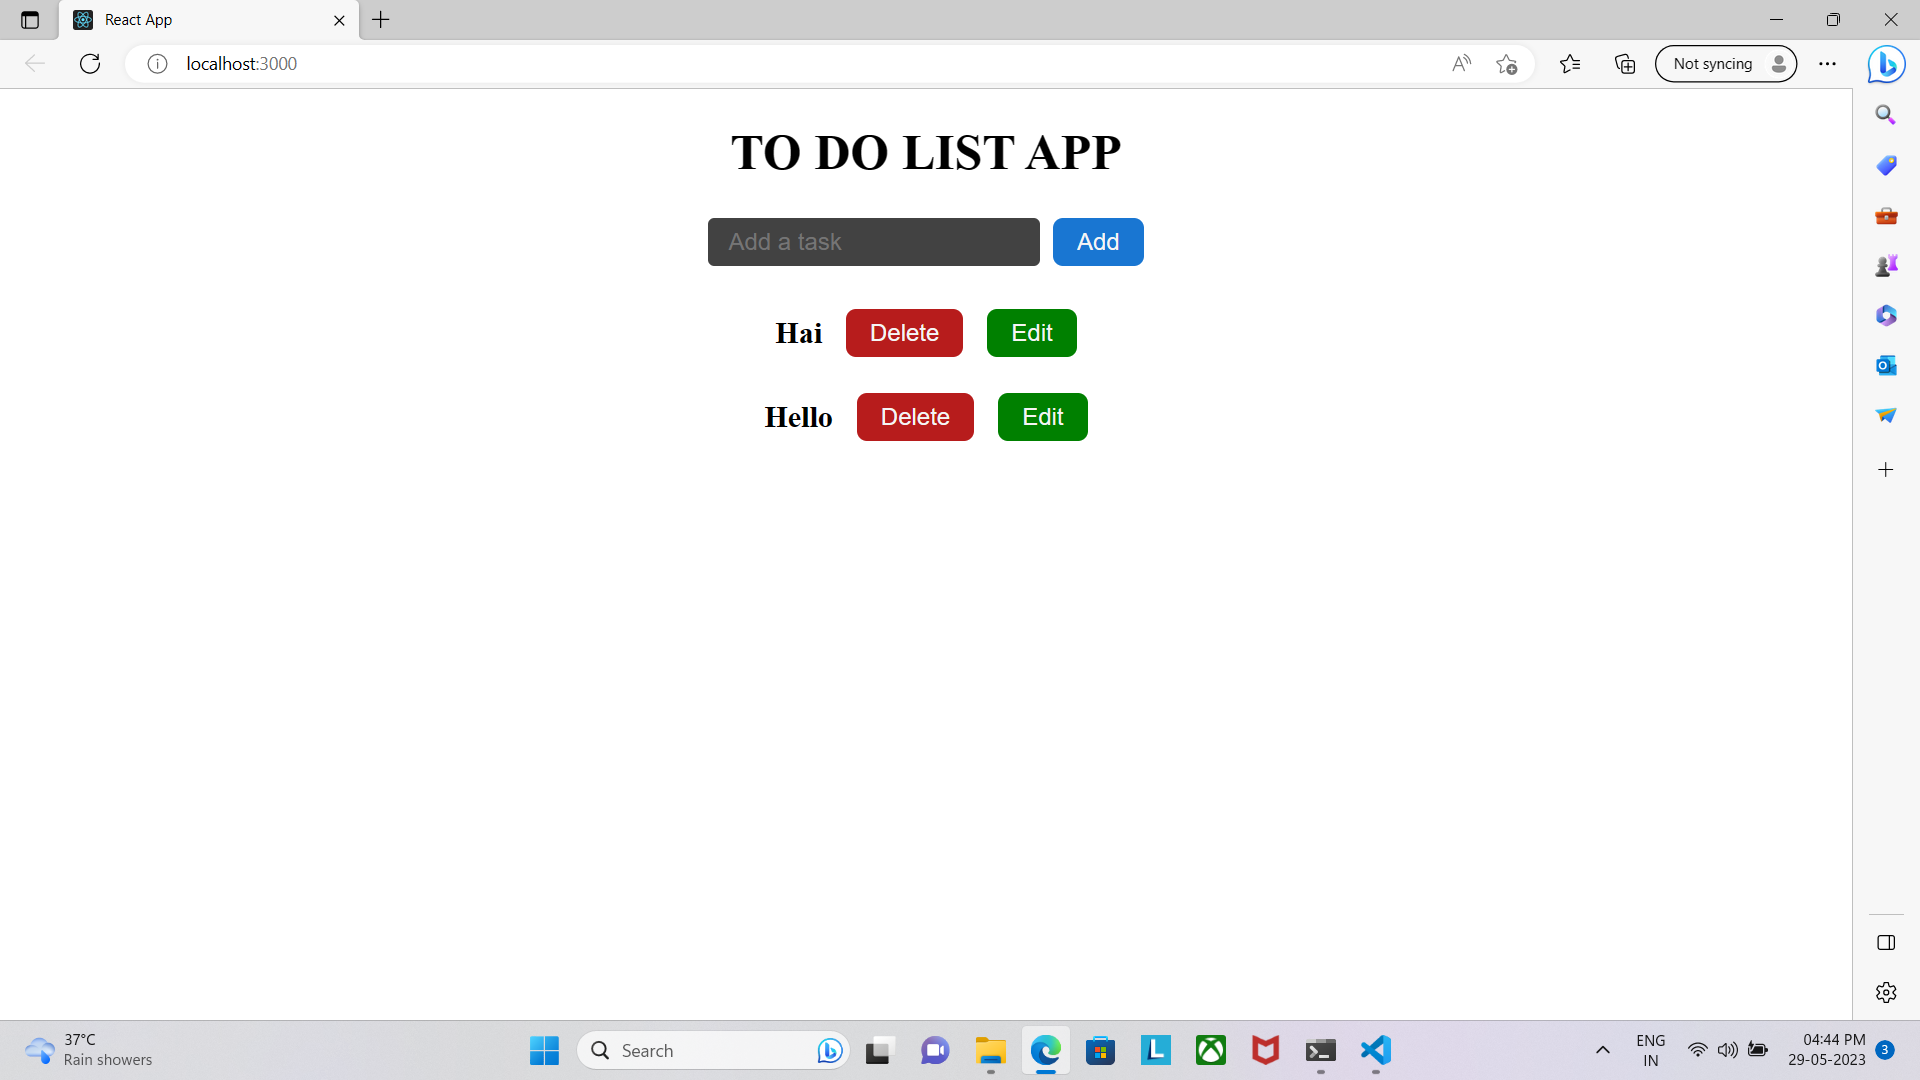 React App
localhost:3000
Not syncing
TO DO LIST APP
Add a task Add
Hai Delete Edit
Hello Delete Edit
37°C
Rain showers
Search
ENG
IN
04:44 PM
29-05-2023
3